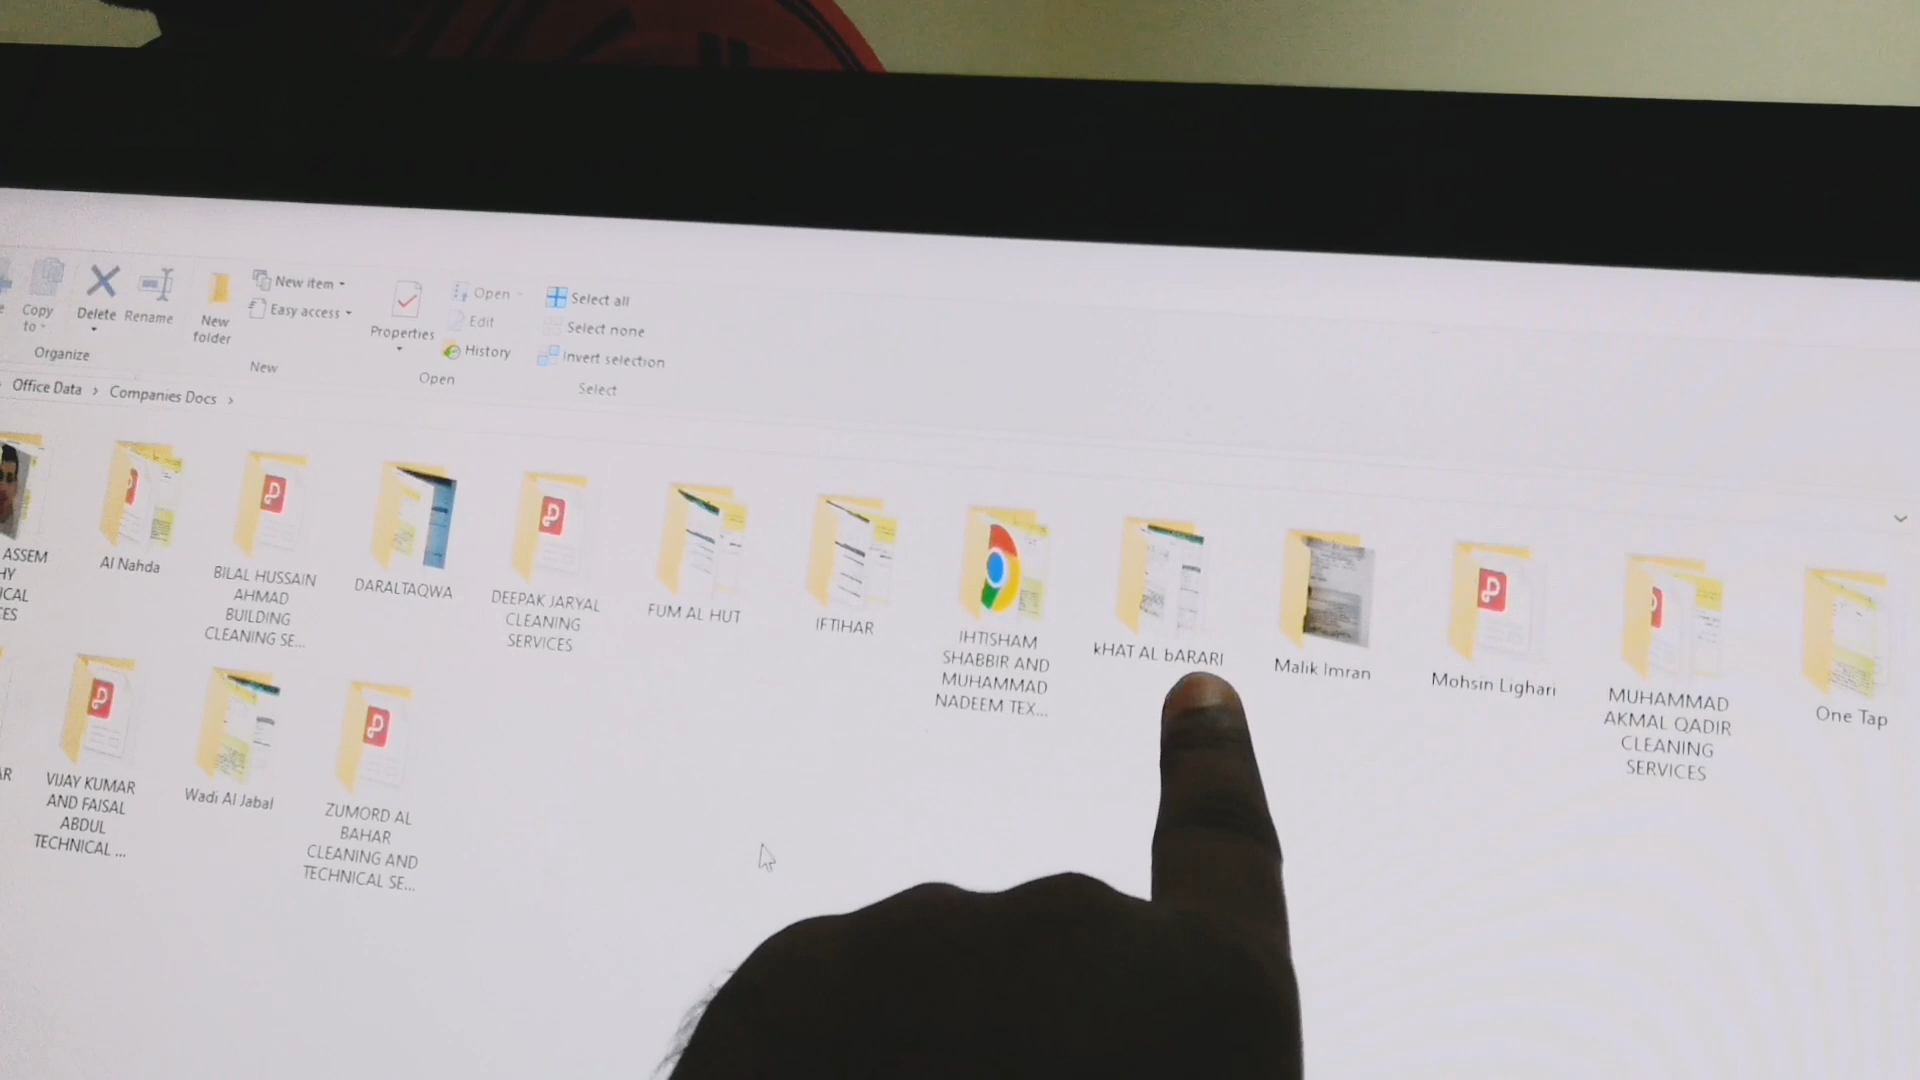 Copy
to
Delete
Rename
Organize
New
folder
New item
Easy access
New
Properties
Open
Edit
History
Open
Select all
Select none
Invert selection
Select
Office Data > Companies Docs >
ASSEM
Al Nahda
BILAL HUSSAIN
AHMAD
BUILDING
CLEANING SE...
DARALTAQWA
DEEPAK JARYAL
CLEANING
SERVICES
FUM AL HUT
IFTIHAR
IHTISHAM
SHABBIR AND
MUHAMMAD
NADEEM TEX...
kHAT AL bARARI
Malik Imran
Mohsin Lighari
MUHAMMAD
AKMAL QADIR
CLEANING
SERVICES
One Tap
VIJAY KUMAR
AND FAISAL
ABDUL
TECHNICAL ...
Wadi Al Jabal
ZUMORD AL
BAHAR
CLEANING AND
TECHNICAL SE...